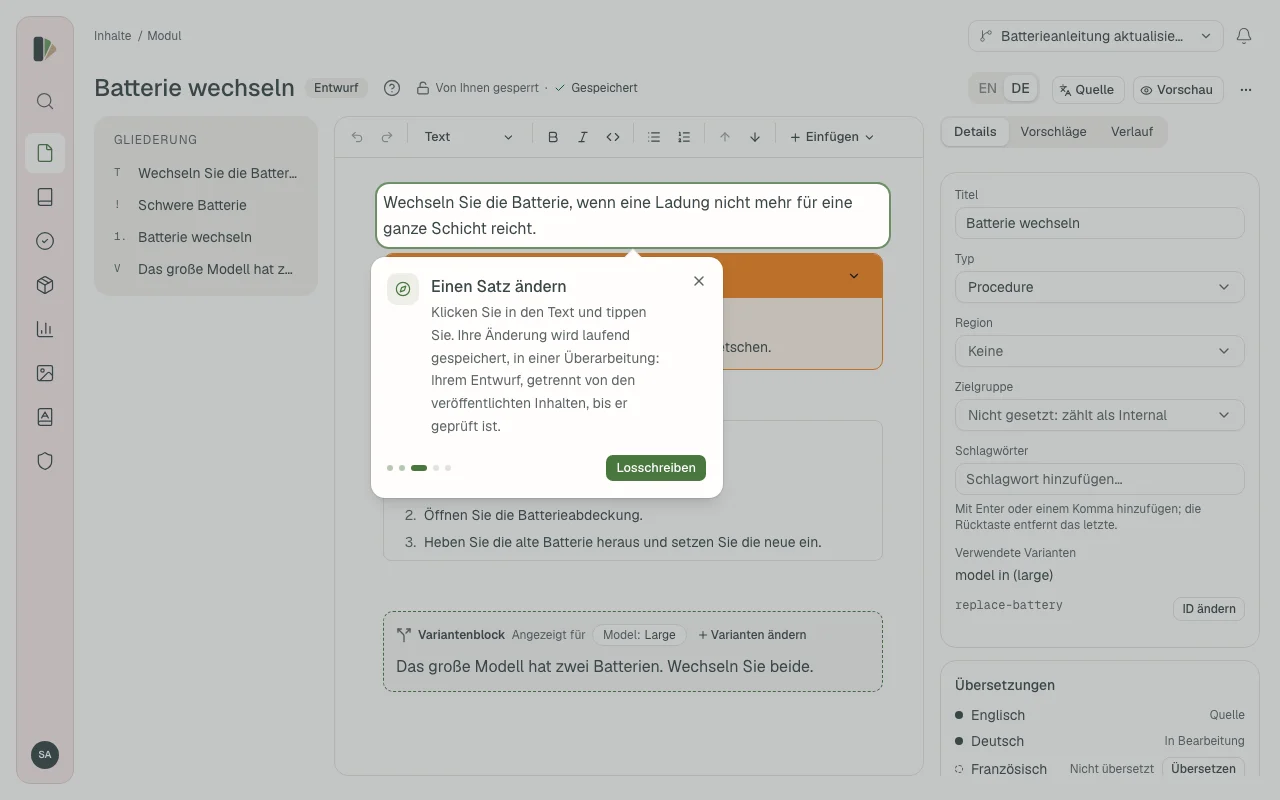 Inhalte / Modul
Batterieanleitung aktualisie...
Batterie wechseln
Entwurf
Von Ihnen gesperrt · Gespeichert
EN DE
Quelle
Vorschau
GLIEDERUNG
T Wechseln Sie die Batter...
! Schwere Batterie
1. Batterie wechseln
V Das große Modell hat z...
Text
Einfügen
Wechseln Sie die Batterie, wenn eine Ladung nicht mehr für eine
ganze Schicht reicht.
Einen Satz ändern
Klicken Sie in den Text und tippen
Sie. Ihre Änderung wird laufend
gespeichert, in einer Überarbeitung:
Ihrem Entwurf, getrennt von den
veröffentlichten Inhalten, bis er
geprüft ist.
Losschreiben
etschen.
2. Öffnen Sie die Batterieabdeckung.
3. Heben Sie die alte Batterie heraus und setzen Sie die neue ein.
Variantenblock Angezeigt für Model: Large + Varianten ändern
Das große Modell hat zwei Batterien. Wechseln Sie beide.
Details Vorschläge Verlauf
Titel
Batterie wechseln
Typ
Procedure
Region
Keine
Zielgruppe
Nicht gesetzt: zählt als Internal
Schlagwörter
Schlagwort hinzufügen...
Mit Enter oder einem Komma hinzufügen; die
Rücktaste entfernt das letzte.
Verwendete Varianten
model in (large)
replace-battery
ID ändern
Übersetzungen
Englisch Quelle
Deutsch In Bearbeitung
Französisch Nicht übersetzt Übersetzen
SA